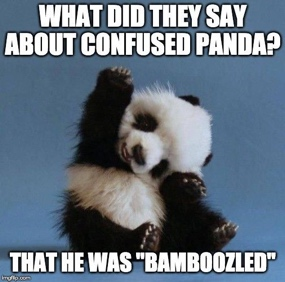 WHAT DID THEY SAY
ABOUT CONFUSED PANDA?
THAT HE WAS "BAMBOOZLED"
imgflip.com